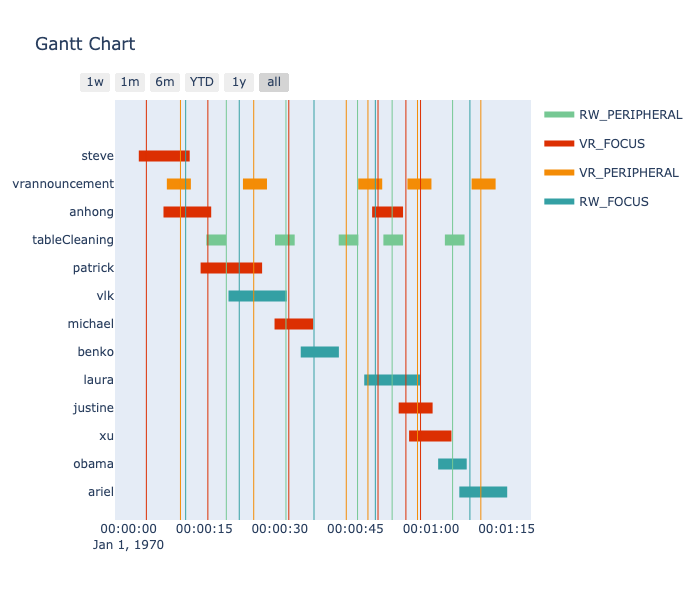 Gantt Chart
1w 1m 6m YTD 1y all
RW_PERIPHERAL
VR_FOCUS
VR_PERIPHERAL
RW_FOCUS
steve
vrannouncement
anhong
tableCleaning
patrick
vlk
michael
benko
laura
justine
xu
obama
ariel
00:00:00 00:00:15 00:00:30 00:00:45 00:01:00 00:01:15
Jan 1, 1970